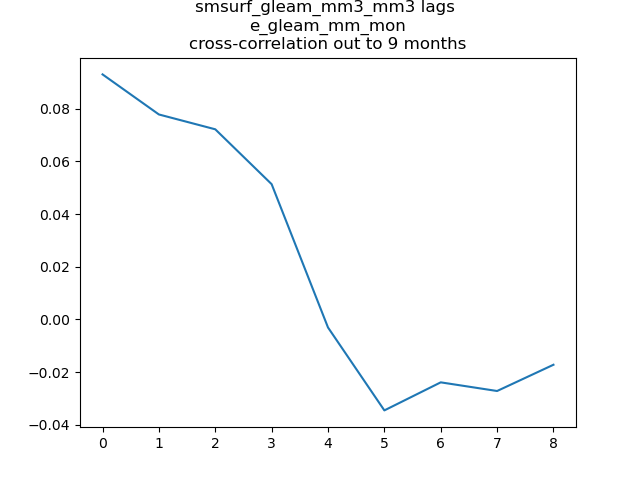 smsurf_gleam_mm3_mm3 lags
e_gleam_mm_mon
cross-correlation out to 9 months
0.08
0.06
0.04
0.02
0.00
−0.02
−0.04
0 1 2 3 4 5 6 7 8